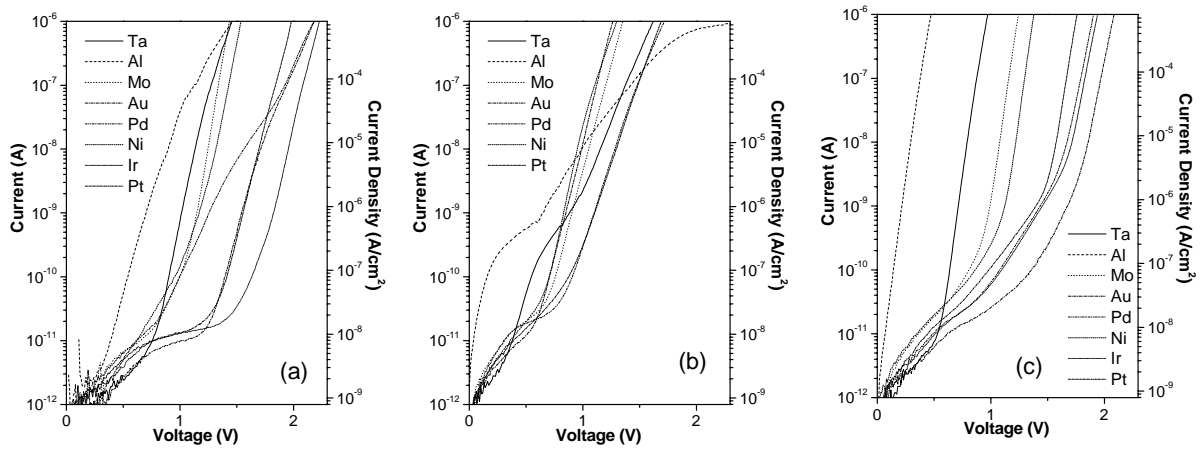 10^-6
10^-7
10^-8
10^-9
10^-10
10^-11
10^-12
Current (A)
Ta
Al
Mo
Au
Pd
Ni
Ir
Pt
(a)
0 1 2
Voltage (V)
10^-4
10^-5
10^-6
10^-7
10^-8
10^-9
Current Density (A/cm^2)
10^-6
10^-7
10^-8
10^-9
10^-10
10^-11
10^-12
Current (A)
Ta
Al
Mo
Au
Pd
Ni
Pt
(b)
0 1 2
Voltage (V)
10^-4
10^-5
10^-6
10^-7
10^-8
10^-9
Current Density (A/cm^2)
10^-6
10^-7
10^-8
10^-9
10^-10
10^-11
10^-12
Current (A)
Ta
Al
Mo
Au
Pd
Ni
Ir
Pt
(c)
0 1 2
Voltage (V)
10^-4
10^-5
10^-6
10^-7
10^-8
10^-9
Current Density (A/cm^2)